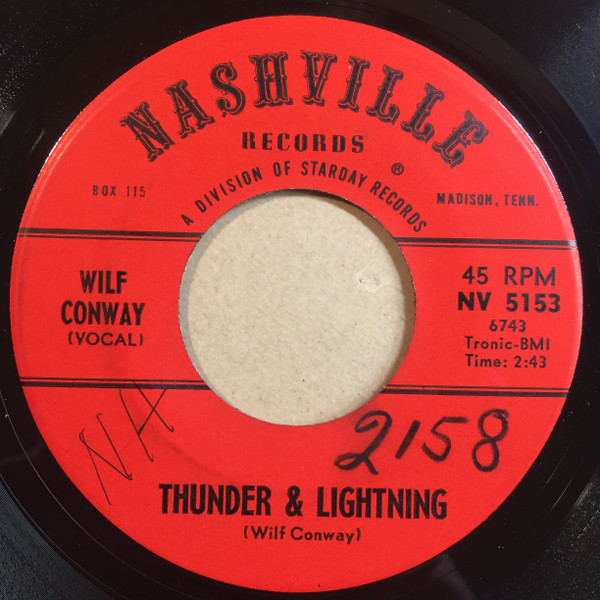 NASHVILLE
RECORDS
®
A DIVISION OF STARDAY RECORDS
BOX 115
MADISON, TENN.
WILF
CONWAY
(VOCAL)
45 RPM
NV 5153
6743
Tronic-BMI
Time: 2:43
NH
2158
THUNDER & LIGHTNING
(Wilf Conway)